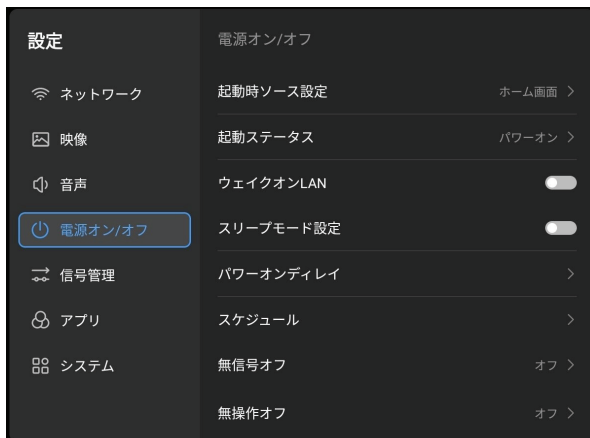 設定
ネットワーク
映像
音声
電源オン/オフ
信号管理
アプリ
システム
電源オン/オフ
起動時ソース設定 ホーム画面
起動ステータス パワーオン
ウェイクオンLAN
スリープモード設定
パワーオンディレイ
スケジュール
無信号オフ オフ
無操作オフ オフ